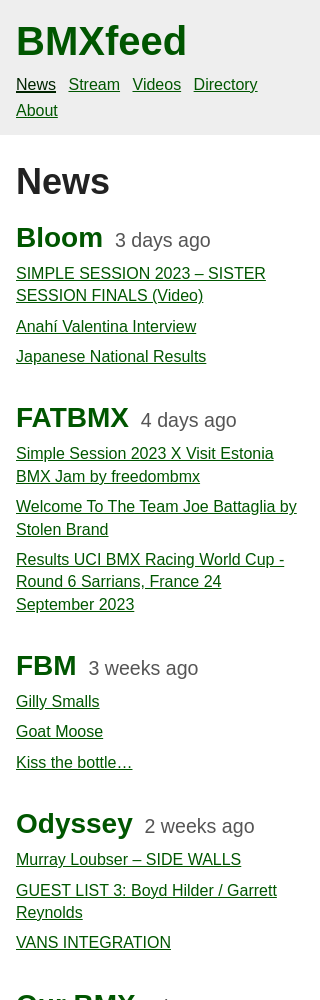 BMXfeed
News Stream Videos Directory
About
News
Bloom 3 days ago
SIMPLE SESSION 2023 – SISTER
SESSION FINALS (Video)
Anahí Valentina Interview
Japanese National Results
FATBMX 4 days ago
Simple Session 2023 X Visit Estonia
BMX Jam by freedombmx
Welcome To The Team Joe Battaglia by
Stolen Brand
Results UCI BMX Racing World Cup -
Round 6 Sarrians, France 24
September 2023
FBM 3 weeks ago
Gilly Smalls
Goat Moose
Kiss the bottle…
Odyssey 2 weeks ago
Murray Loubser – SIDE WALLS
GUEST LIST 3: Boyd Hilder / Garrett
Reynolds
VANS INTEGRATION